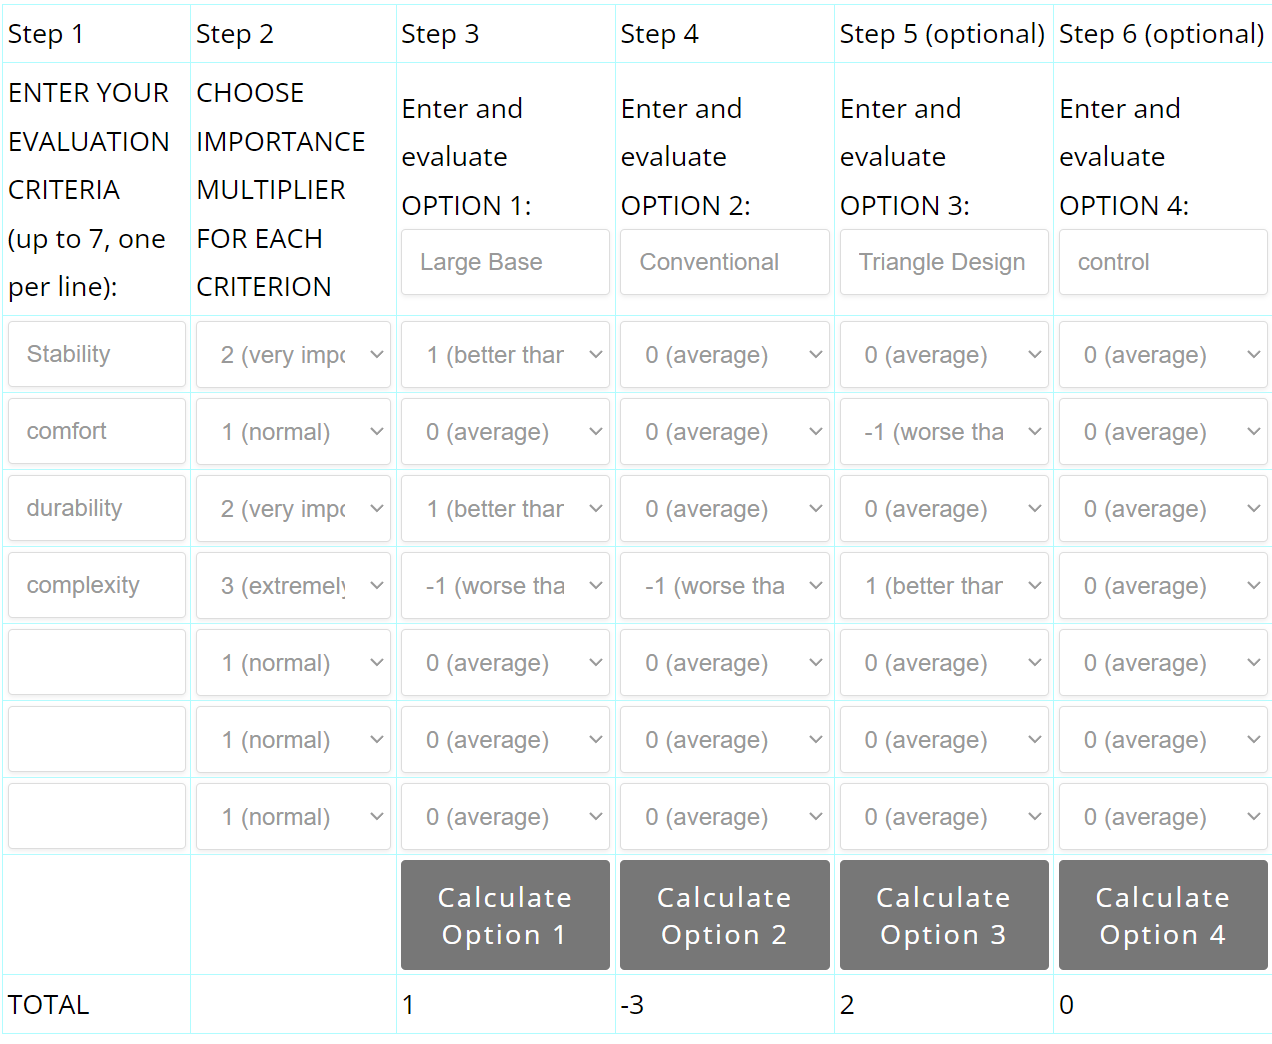 Step 1
Step 2
Step 3
Step 4
Step 5 (optional)
Step 6 (optional)
ENTER YOUR
EVALUATION
CRITERIA
(up to 7, one
per line):
CHOOSE
IMPORTANCE
MULTIPLIER
FOR EACH
CRITERION
Enter and
evaluate
OPTION 1:
Large Base
Enter and
evaluate
OPTION 2:
Conventional
Enter and
evaluate
OPTION 3:
Triangle Design
Enter and
evaluate
OPTION 4:
control
Stability
2 (very impo
1 (better than
0 (average)
0 (average)
0 (average)
comfort
1 (normal)
0 (average)
0 (average)
-1 (worse tha
0 (average)
durability
2 (very impo
1 (better than
0 (average)
0 (average)
0 (average)
complexity
3 (extremely
-1 (worse tha
-1 (worse tha
1 (better than
0 (average)
1 (normal)
0 (average)
0 (average)
0 (average)
0 (average)
1 (normal)
0 (average)
0 (average)
0 (average)
0 (average)
1 (normal)
0 (average)
0 (average)
0 (average)
0 (average)
Calculate
Option 1
Calculate
Option 2
Calculate
Option 3
Calculate
Option 4
TOTAL
1
-3
2
0